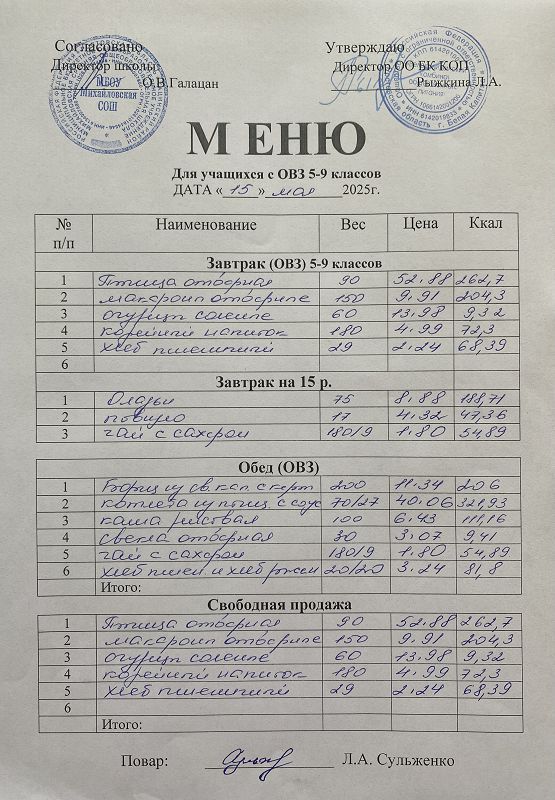 Согласовано Утверждаю
Директор школы Директор ОО БК КОП
О.В. Галацан Рыжкина Л.А.
МБОУ
Михайловская
СОШ
МЕНЮ
Для учащихся с ОВЗ 5-9 классов
ДАТА « 15 » мая 2025г.
№ п/п Наименование Вес Цена Ккал
Завтрак (ОВЗ) 5-9 классов
1 Птица отварная 90 52.88 262,7
2 макароны отварные 150 9.91 204,3
3 огурцы соленые 60 13.98 9,32
4 кофейный напиток 180 4.99 72,3
5 хлеб пшеничный 29 2.24 68,39
6
Завтрак на 15 р.
1 Оладьи 75 8.88 188,71
2 повидло 17 4.32 47,36
3 чай с сахаром 180/9 1.80 54,89
Обед (ОВЗ)
1 Борщ из св. кап. с карт 200 11.34 206
2 котлета из птиц с соус 70/27 40.06 321,93
3 каша рисовая 100 6.43 111,16
4 свекла отварная 30 3.07 9,41
5 чай с сахаром 180/9 1.80 54,89
6 хлеб пшен и хлеб ржан 20/20 3.24 81,8
Итого:
Свободная продажа
1 Птица отварная 90 52.88 262,7
2 макароны отварные 150 9.91 204,3
3 огурцы соленые 60 13.98 9,32
4 кофейный напиток 180 4.99 72,3
5 хлеб пшеничный 29 2.24 68,39
6
Итого:
Повар: Л.А. Сульженко